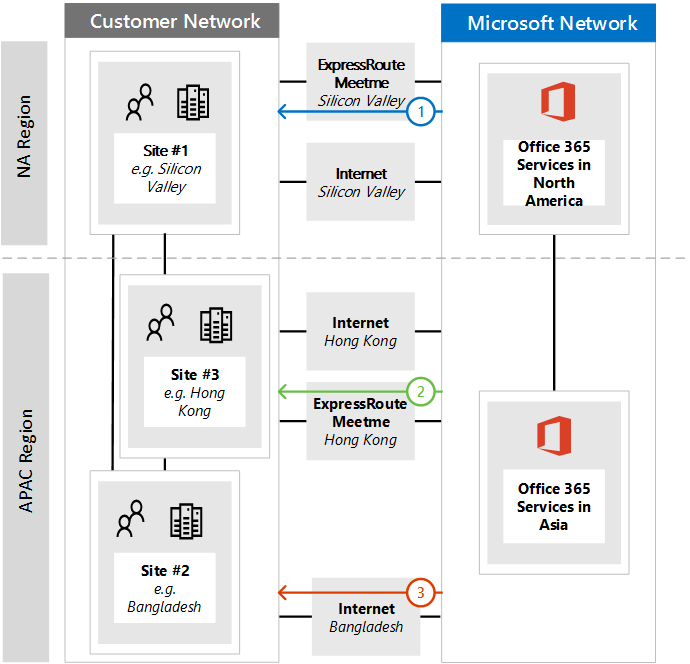 Customer Network
Microsoft Network
NA Region
Site #1
e.g. Silicon
Valley
ExpressRoute
Meetme
Silicon Valley
1
Internet
Silicon Valley
Office 365
Services in
North
America
APAC Region
Site #3
e.g. Hong
Kong
Internet
Hong Kong
2
ExpressRoute
Meetme
Hong Kong
Office 365
Services in
Asia
Site #2
e.g.
Bangladesh
3
Internet
Bangladesh